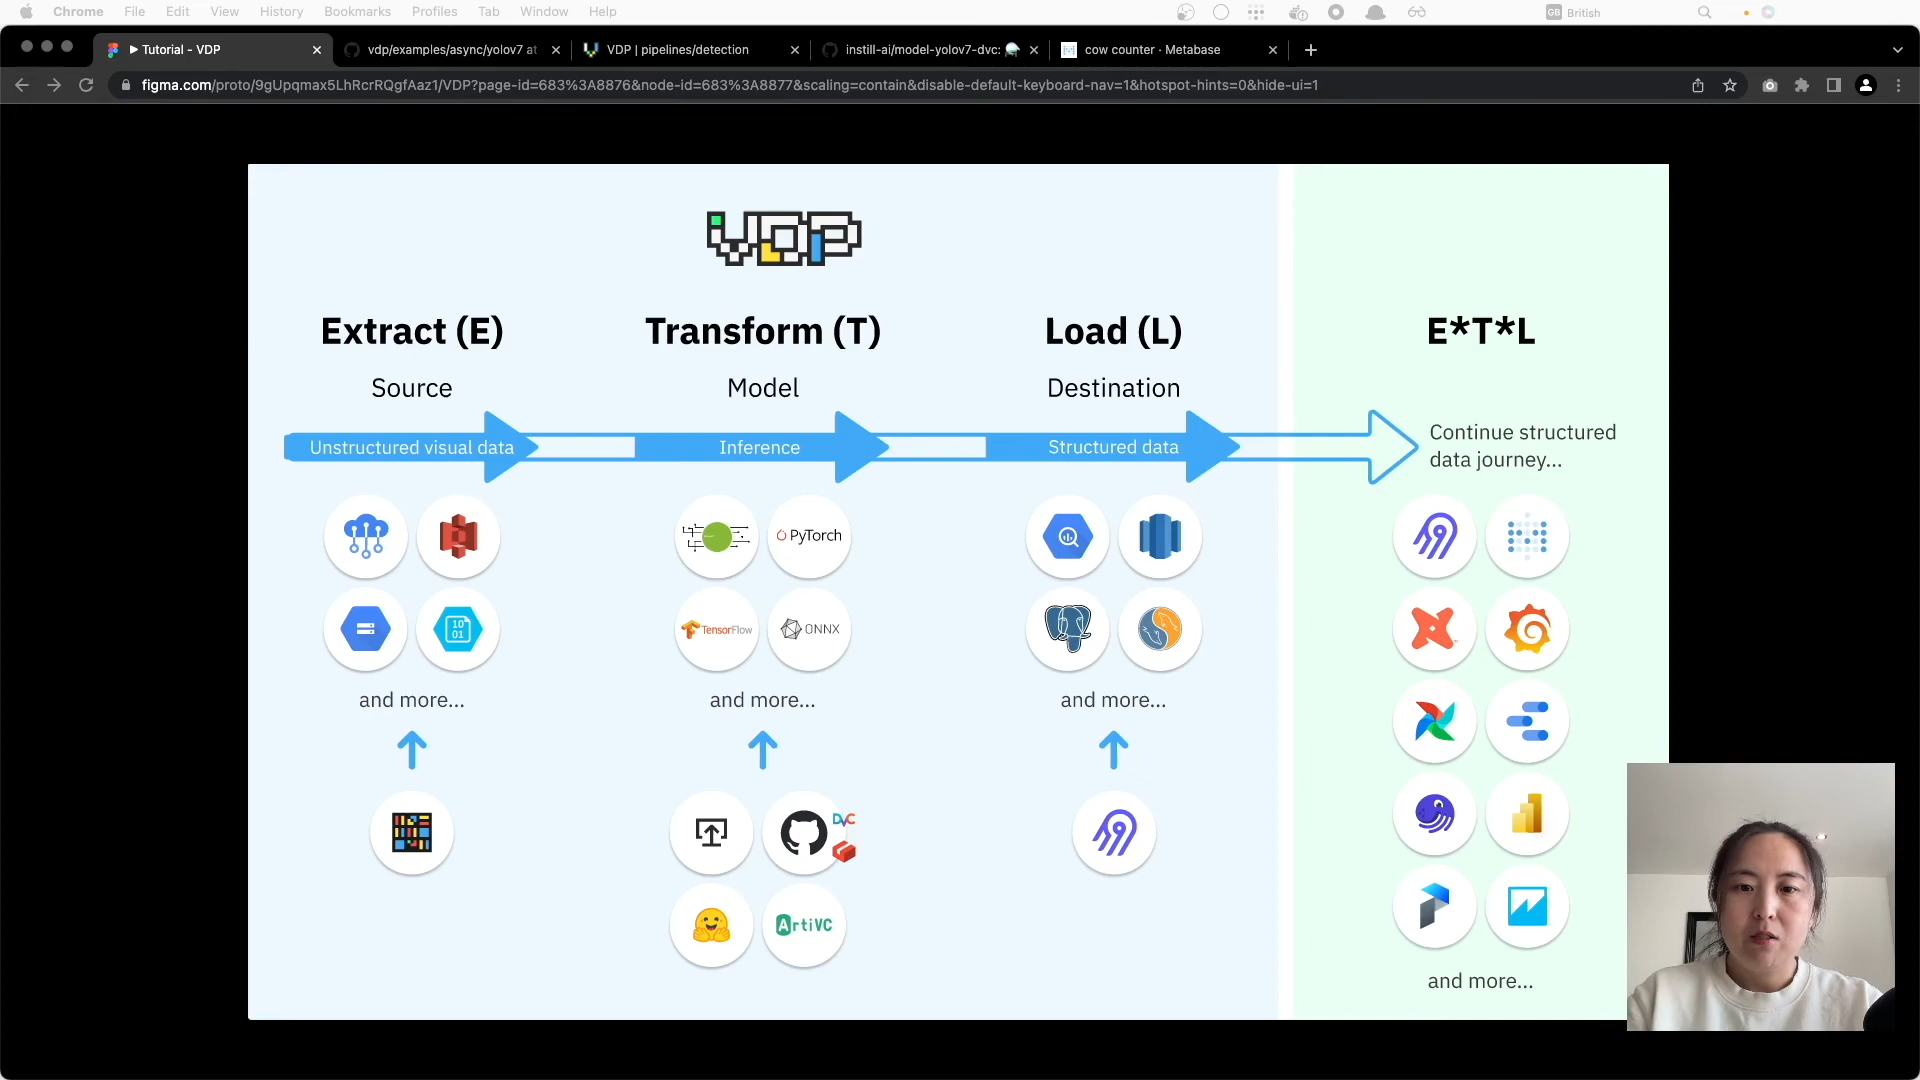 Chrome File Edit View History Bookmarks Profiles Tab Window Help GB British
Tutorial - VDP
vdp/examples/async/yolov7 at
VDP | pipelines/detection
instill-ai/model-yolov7-dvc:
cow counter · Metabase
figma.com/proto/9gUpqmax5LhRcrRQgfAaz1/VDP?page-id=683%3A8876&node-id=683%3A8877&scaling=contain&disable-default-keyboard-nav=1&hotspot-hints=0&hide-ui=1
VDP
Extract (E) Transform (T) Load (L) E*T*L
Source Model Destination
Unstructured visual data Inference Structured data
Continue structured
data journey...
PyTorch
10
01
TensorFlow ONNX
and more... and more... and more...
DVC
ArtiVC
and more...